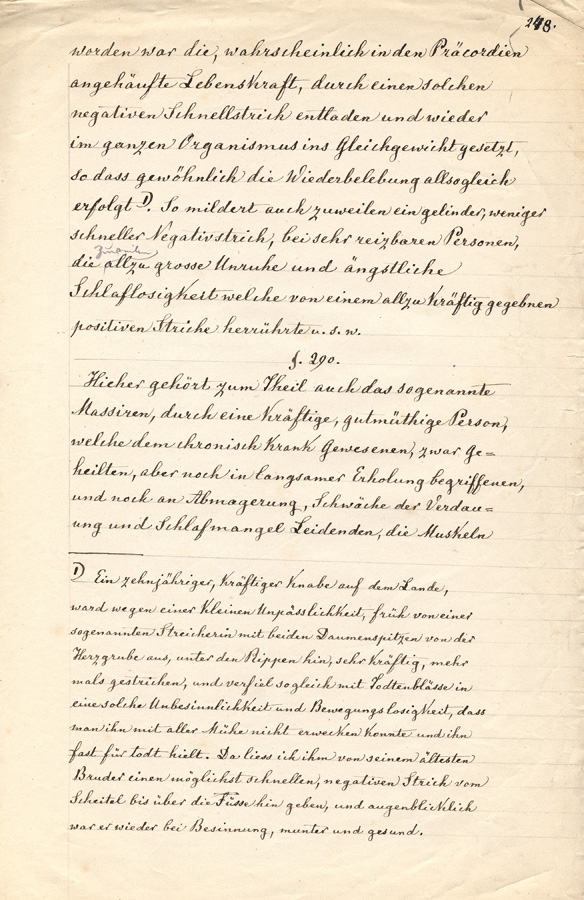 248.
worden war die, wahrscheinlich in den Präcordien
angehäufte Lebenskraft, durch einen solchen
negativen Schnellstrich entladen und wieder
im ganzen Organismus ins Gleichgewicht gesetzt,
so dass gewöhnlich die Wiederbelebung allsogleich
erfolgt 1). So mildert auch zuweilen ein gelinder, weniger
schneller Negativstrich, bei sehr reizbaren Personen,
zuweilen
die allzu grosse Unruhe und ängstliche
Schlaflosigkeit welche von einem allzu kräftig gegebnen
positiven Striche herrührte u. s. w.
§. 290.
Hieher gehört zum Theil auch das sogenannte
Massiren, durch eine kräftige, gutmüthige Person,
welche dem chronisch krank Gewesenen, zwar Ge=
heilten, aber noch in langsamer Erholung begriffenen,
und noch an Abmagerung, Schwäche der Verdau=
ung und Schlafmangel Leidenden, die Muskeln
1) Ein zehnjähriger, kräftiger Knabe auf dem Lande,
ward wegen einer kleinen Unpässlichkeit, früh von einer
sogenannten Streicherin mit beiden Daumenspitzen von der
Herzgrube aus, unter den Rippen hin, sehr kräftig, mehr
mals gestrichen, und verfiel sogleich mit Todtenblässe in
eine solche Unbesinnlichkeit und Bewegungslosigkeit, dass
man ihn mit aller Mühe nicht erwecken konnte und ihn
fast für todt hielt. Da liess ich ihm von seinem ältesten
Bruder einen möglichst schnellen, negativen Strich vom
Scheitel bis über die Füsse hin geben, und augenblicklich
war er wieder bei Besinnung, munter und gesund.